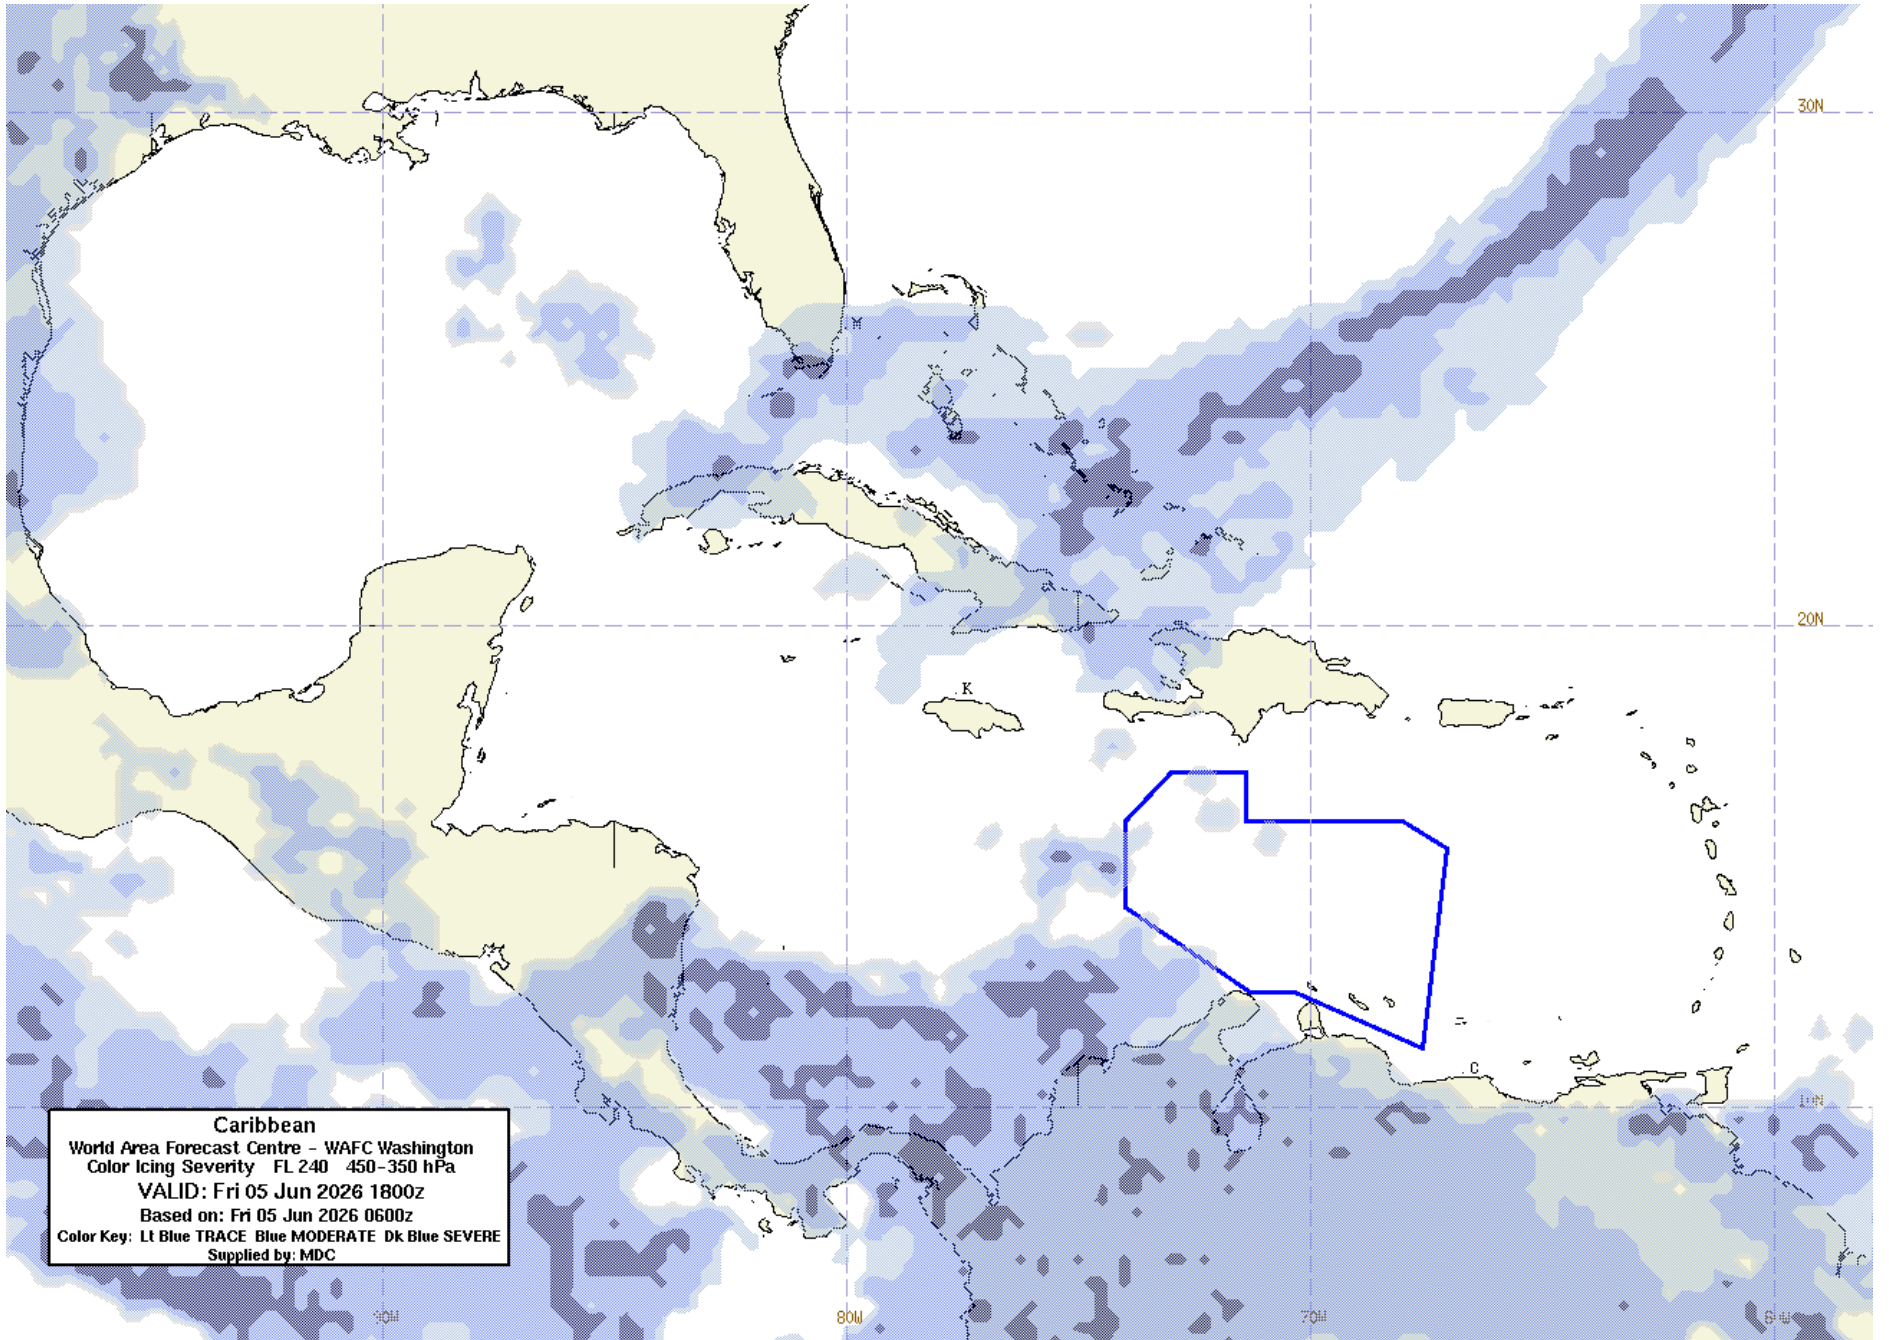 30N
M
20N
K
C
10N
Caribbean
World Area Forecast Centre - WAFC Washington
Color Icing Severity FL 240 450-350 hPa
VALID: Fri 05 Jun 2026 1800z
Based on: Fri 05 Jun 2026 0600z
Color Key: Lt Blue TRACE Blue MODERATE Dk Blue SEVERE
Supplied by: MDC
90W
80W
70W